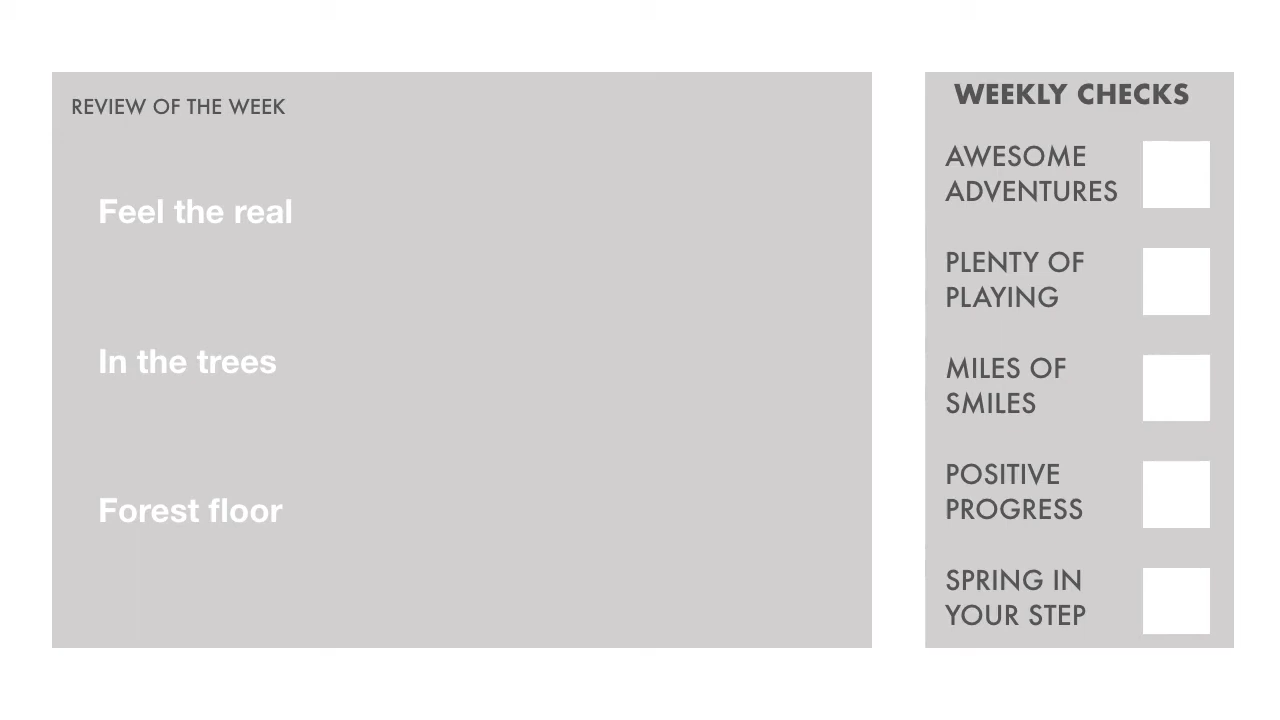 REVIEW OF THE WEEK
Feel the real
In the trees
Forest floor
WEEKLY CHECKS
AWESOME
ADVENTURES
PLENTY OF
PLAYING
MILES OF
SMILES
POSITIVE
PROGRESS
SPRING IN
YOUR STEP